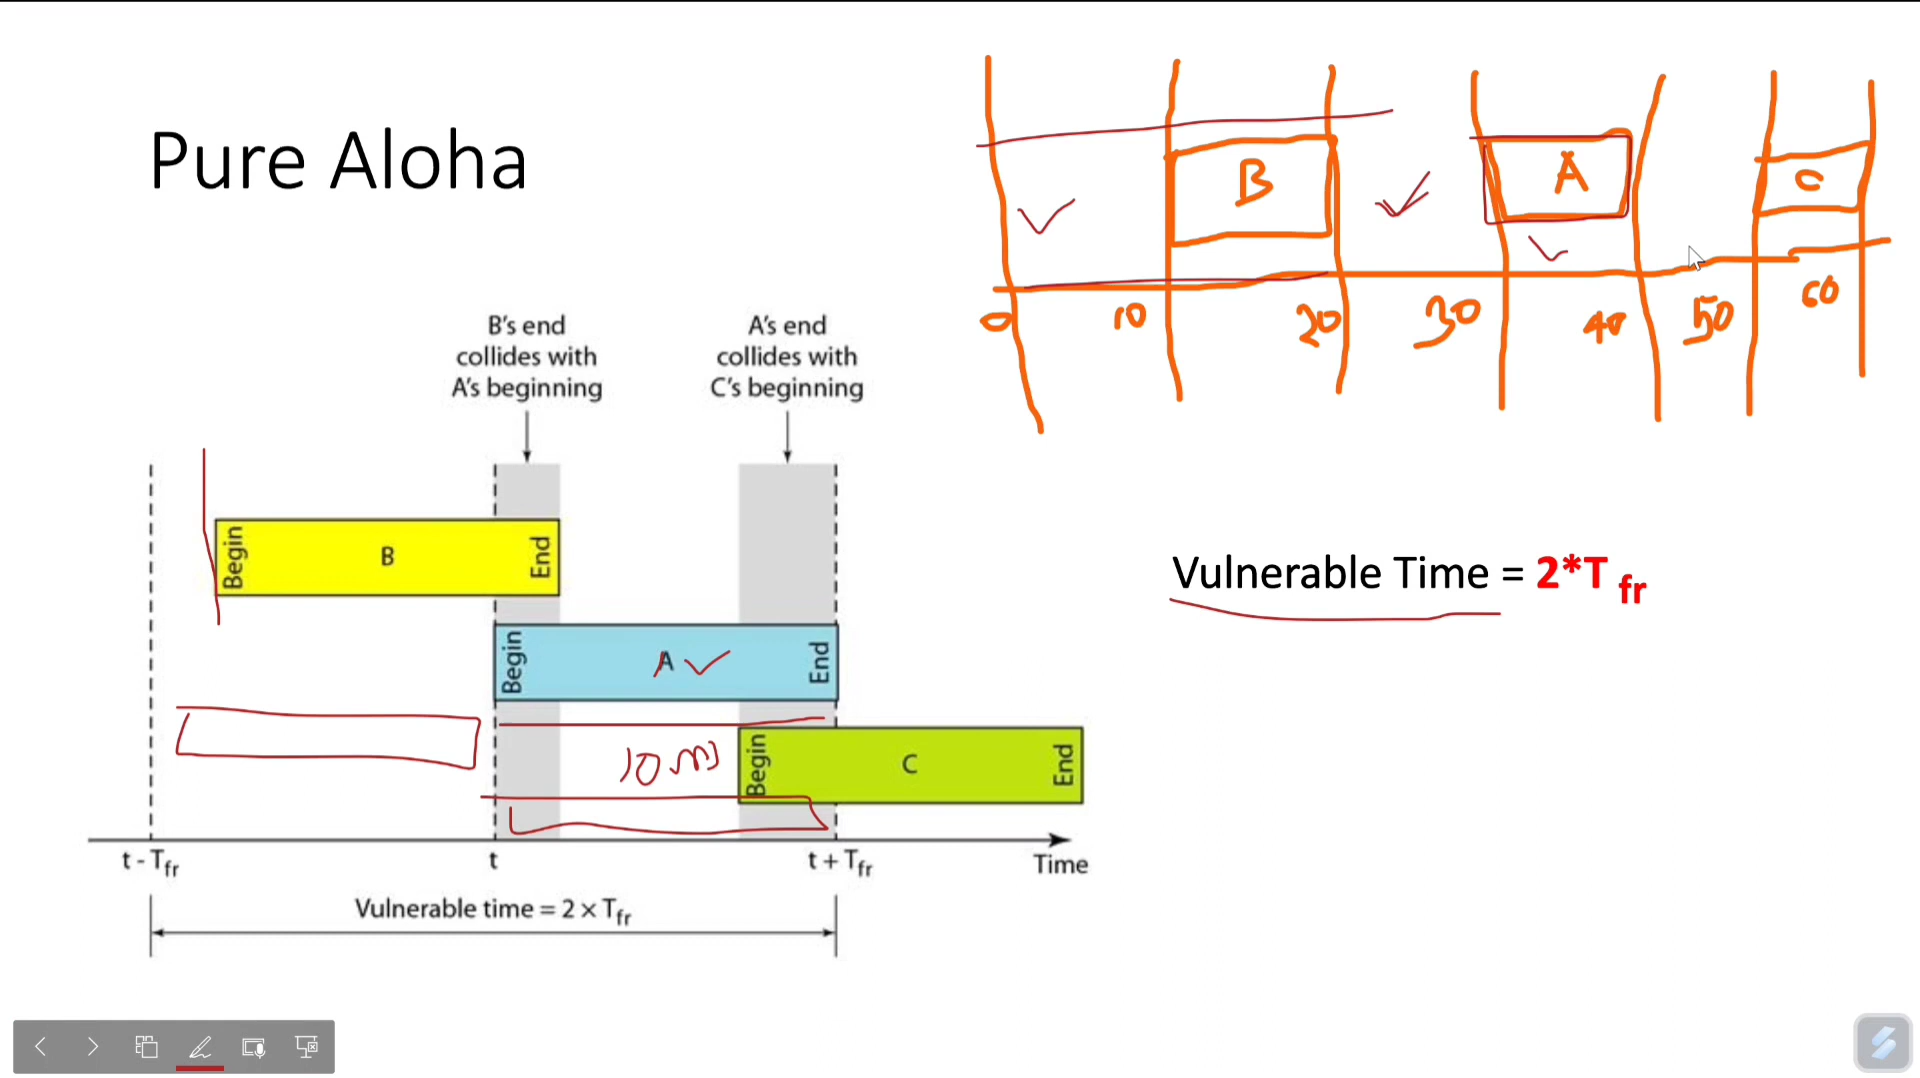 Pure Aloha
B
A
C
0 10 20 30 40 50 60
B's end
collides with
A's beginning
A's end
collides with
C's beginning
Begin B End
Begin A End
10 ms
Begin C End
t - Tfr t t + Tfr Time
Vulnerable time = 2 × Tfr
Vulnerable Time = 2*T fr